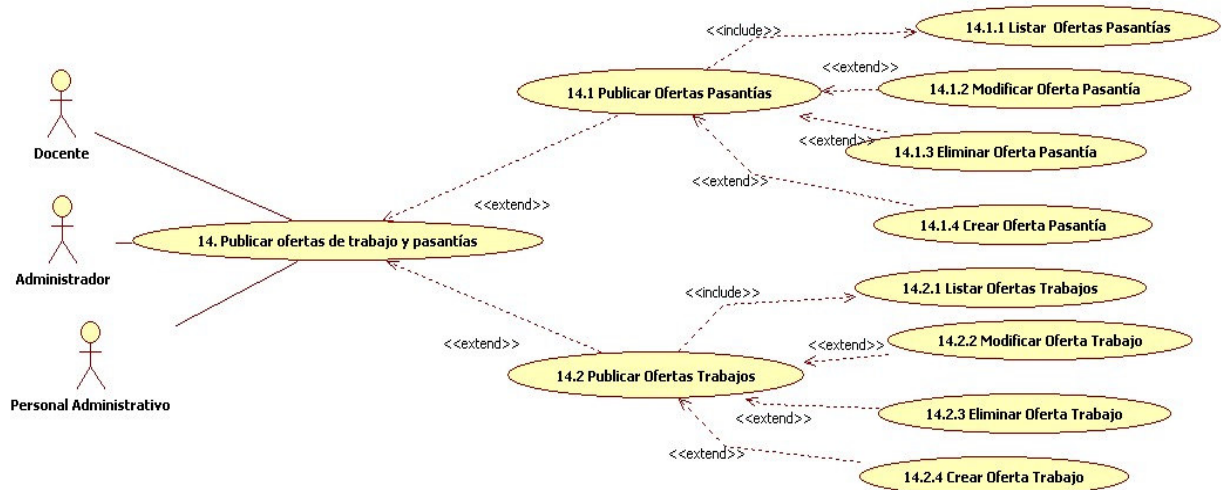 <<include>>
14.1.1 Listar Ofertas Pasantías
<<extend>>
14.1 Publicar Ofertas Pasantías
14.1.2 Modificar Oferta Pasantía
<<extend>>
14.1.3 Eliminar Oferta Pasantía
Docente
<<extend>>
<<extend>>
14.1.4 Crear Oferta Pasantía
14. Publicar ofertas de trabajo y pasantías
Administrador
14.2.1 Listar Ofertas Trabajos
<<include>>
<<extend>>
14.2.2 Modificar Oferta Trabajo
<<extend>>
14.2 Publicar Ofertas Trabajos
Personal Administrativo
14.2.3 Eliminar Oferta Trabajo
<<extend>>
<<extend>>
14.2.4 Crear Oferta Trabajo